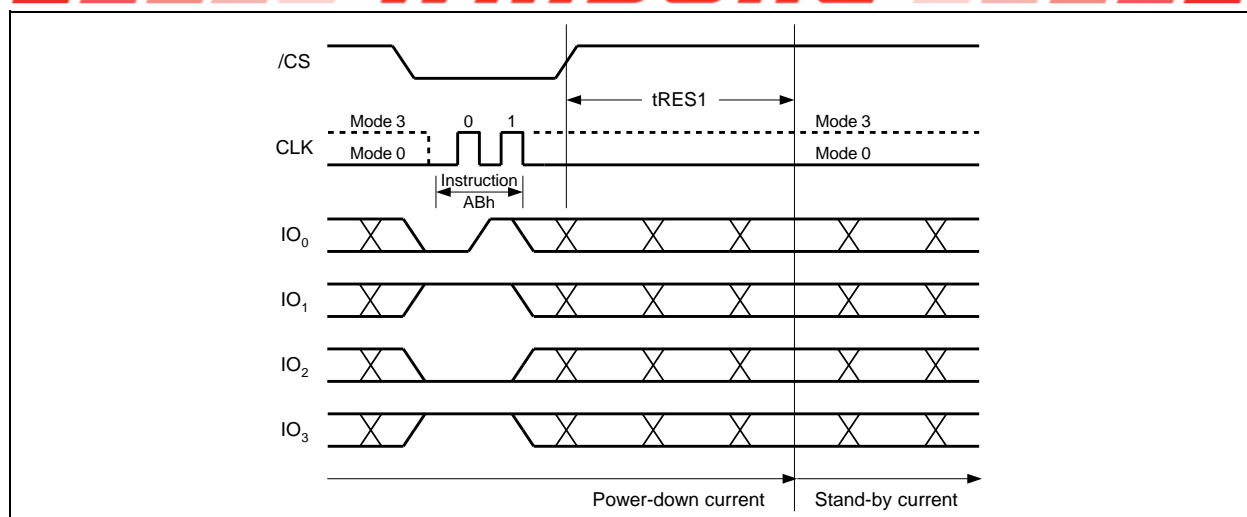 /CS
tRES1
Mode 3 0 1 Mode 3
CLK Mode 0 Mode 0
Instruction
ABh
IO0
IO1
IO2
IO3
Power-down current Stand-by current